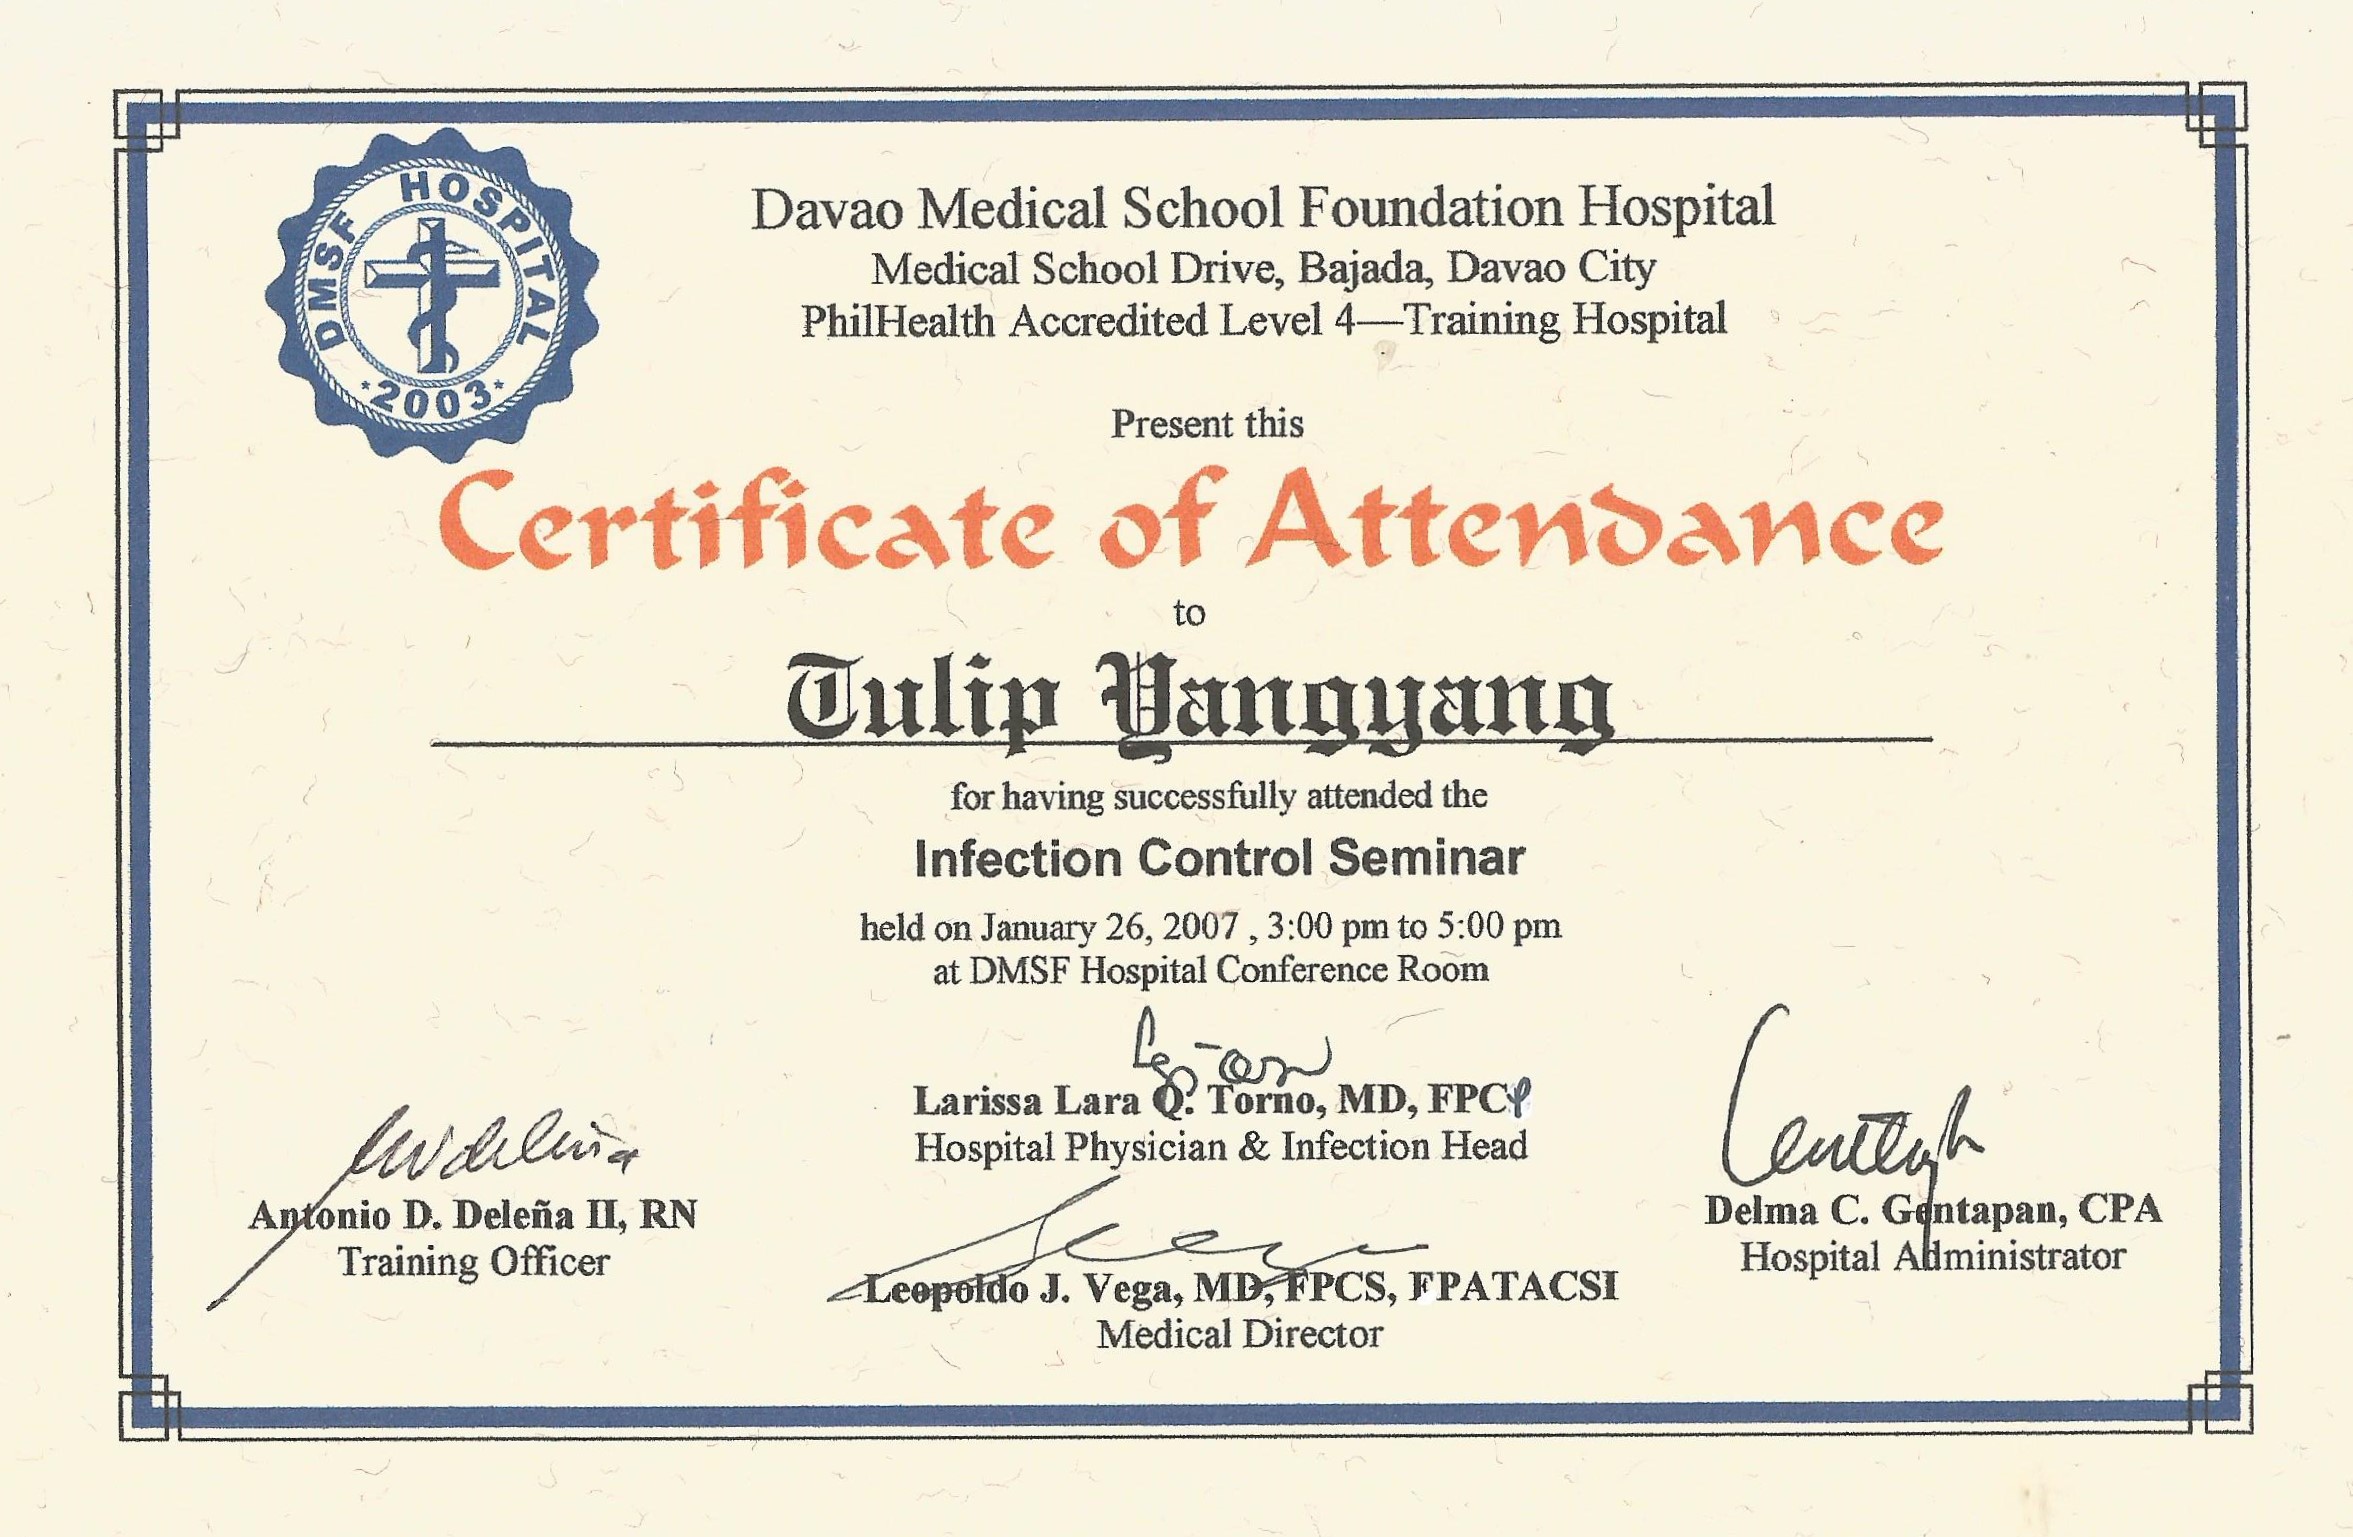 DMSF HOSPITAL
*2003*
Davao Medical School Foundation Hospital
Medical School Drive, Bajada, Davao City
PhilHealth Accredited Level 4—Training Hospital
Present this
Certificate of Attendance
to
Tulip Yangyang
for having successfully attended the
Infection Control Seminar
held on January 26, 2007 , 3:00 pm to 5:00 pm
at DMSF Hospital Conference Room
Larissa Lara Q. Torno, MD, FPCP
Hospital Physician & Infection Head
Antonio D. Deleña II, RN
Training Officer
Delma C. Gentapan, CPA
Hospital Administrator
Leopoldo J. Vega, MD, FPCS, FPATACSI
Medical Director